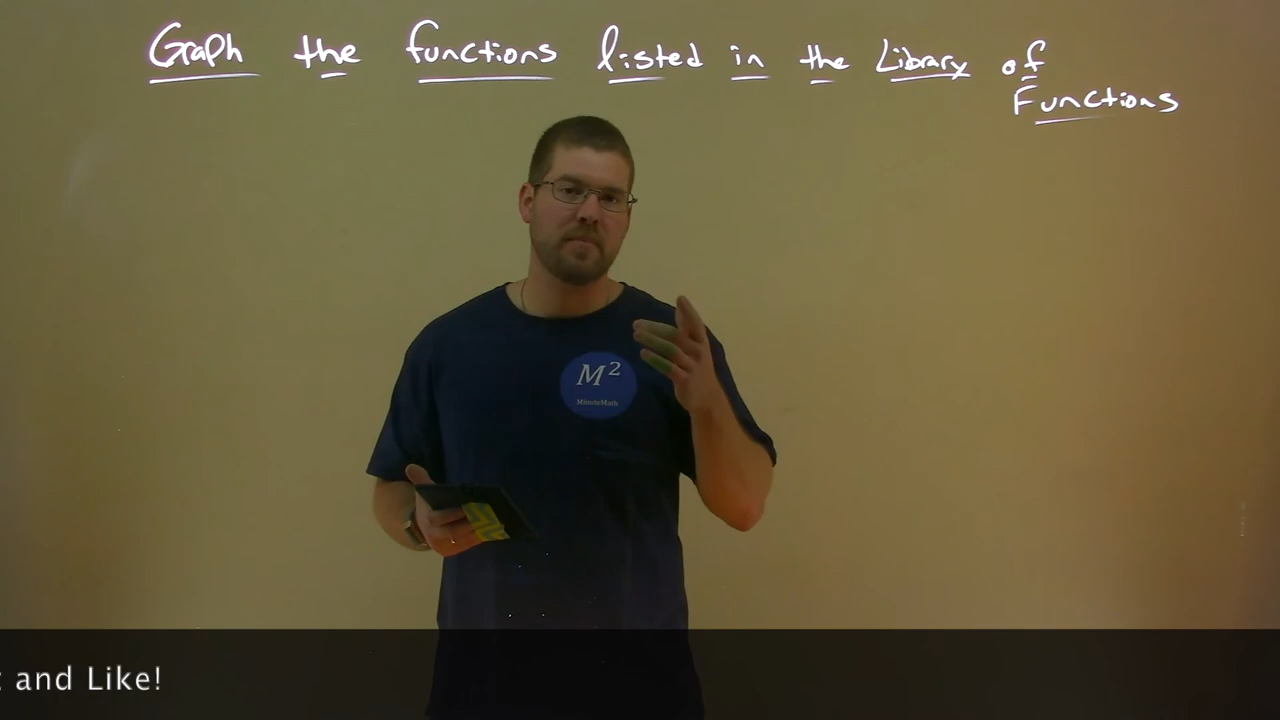 Graph the functions listed in the Library of
Functions
M²
MinuteMath
and Like!